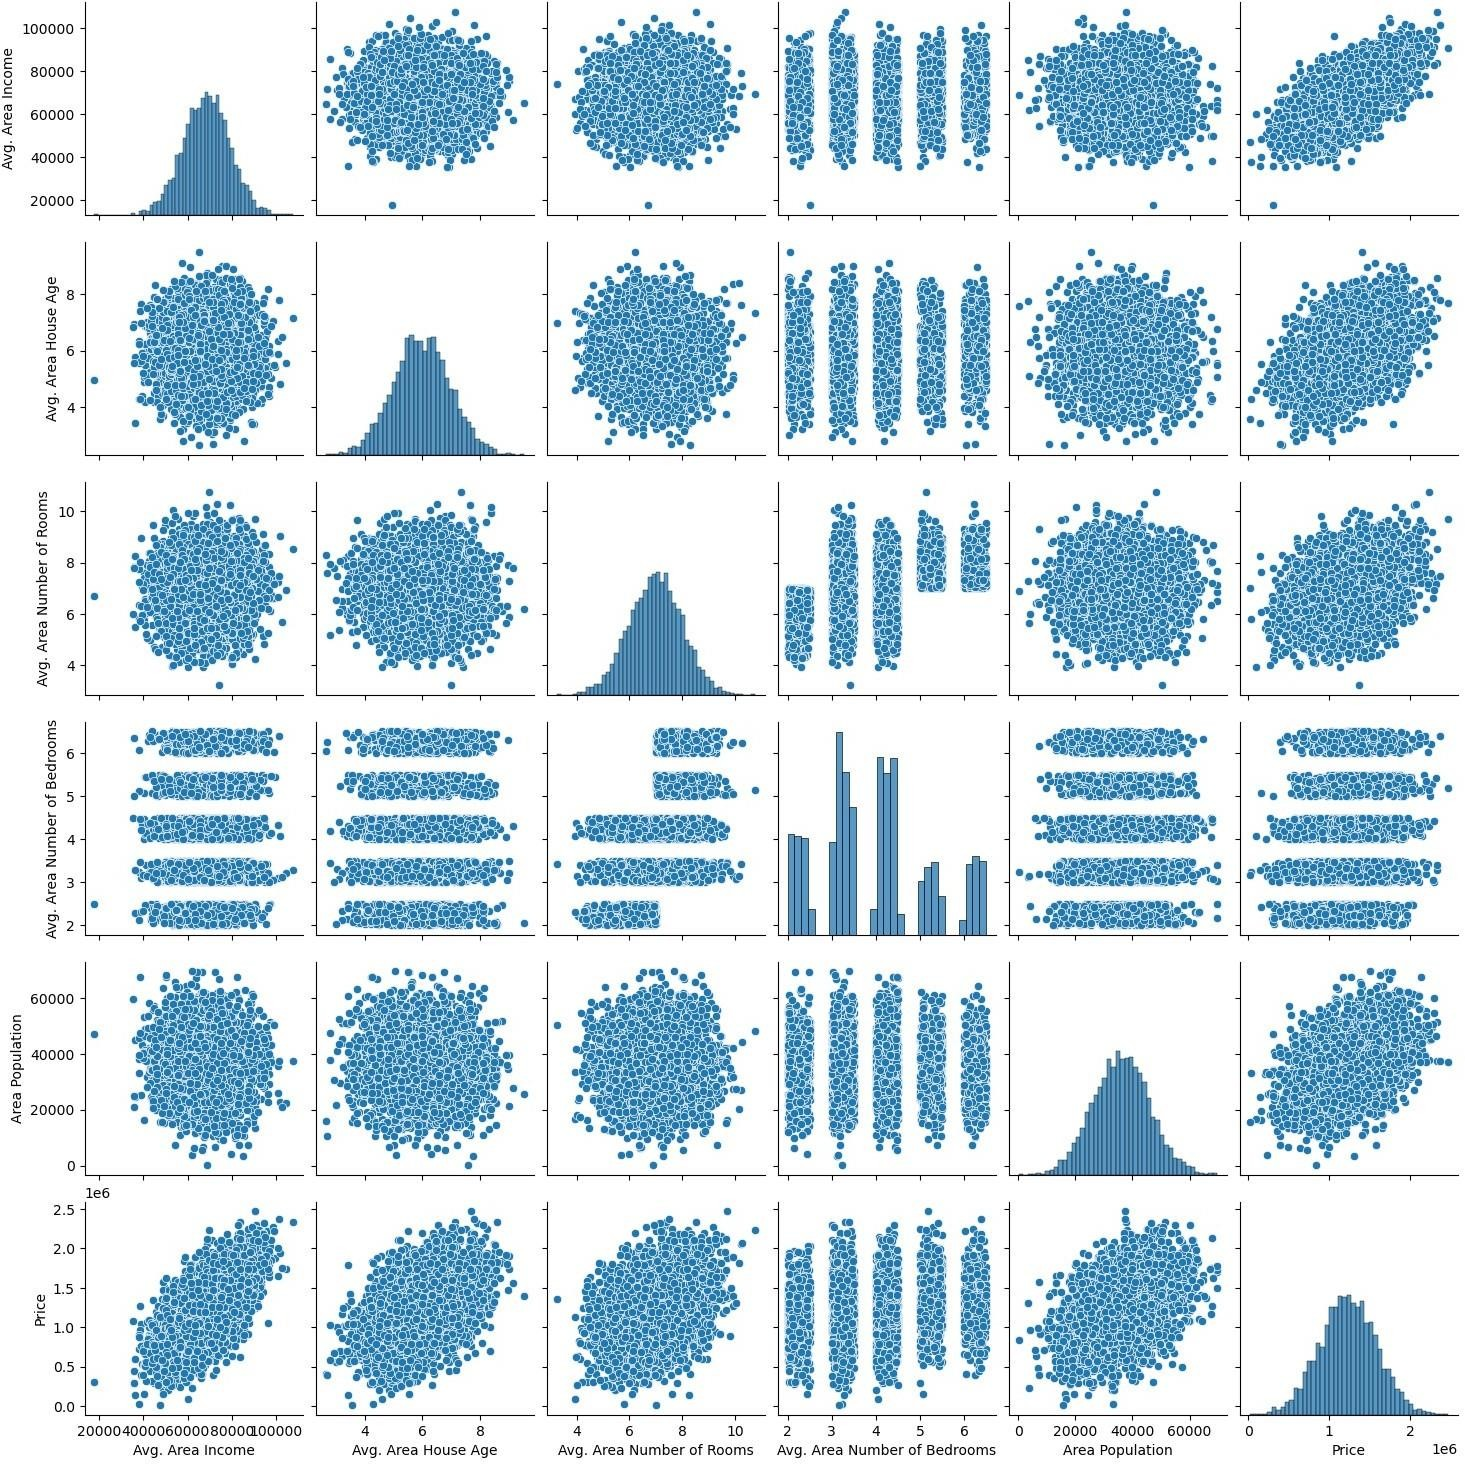 100000
80000
60000
40000
20000
Avg. Area Income
8
6
4
Avg. Area House Age
10
8
6
4
Avg. Area Number of Rooms
6
5
4
3
2
Avg. Area Number of Bedrooms
60000
40000
20000
0
Area Population
1e6
2.5
2.0
1.5
1.0
0.5
0.0
Price
20000 40000 60000 80000 100000 4 6 8 4 6 8 10 2 3 4 5 6 0 20000 40000 60000 0 1 2
1e6
Avg. Area Income Avg. Area House Age Avg. Area Number of Rooms Avg. Area Number of Bedrooms Area Population Price